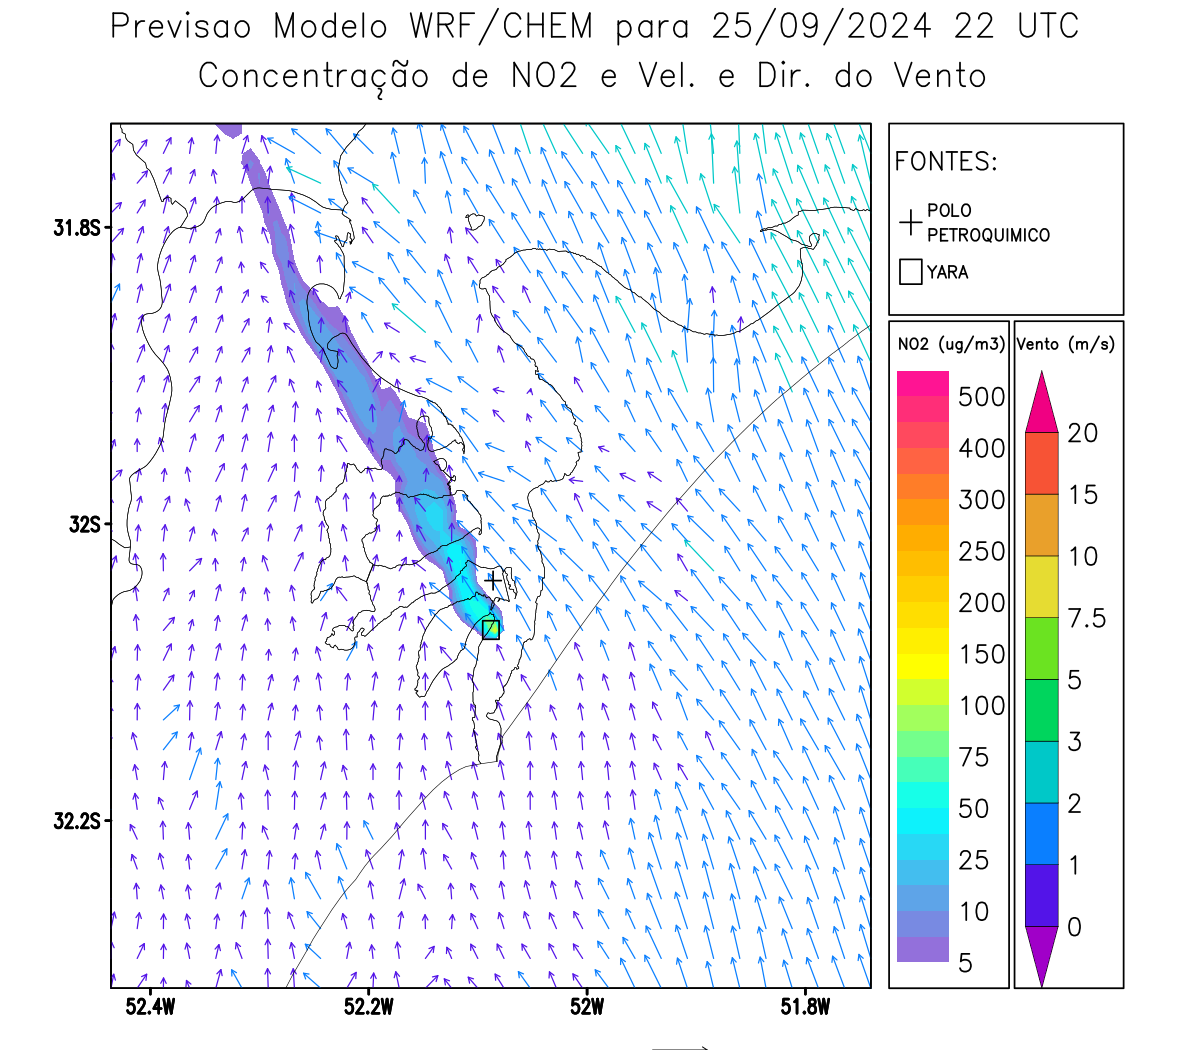 Previsao Modelo WRF/CHEM para 25/09/2024 22 UTC
Concentração de NO2 e Vel. e Dir. do Vento
FONTES:
POLO
PETROQUIMICO
YARA
NO2 (ug/m3)
500
400
300
250
200
150
100
75
50
25
10
5
Vento (m/s)
20
15
10
7.5
5
3
2
1
0
31.8S
32S
32.2S
52.4W
52.2W
52W
51.8W